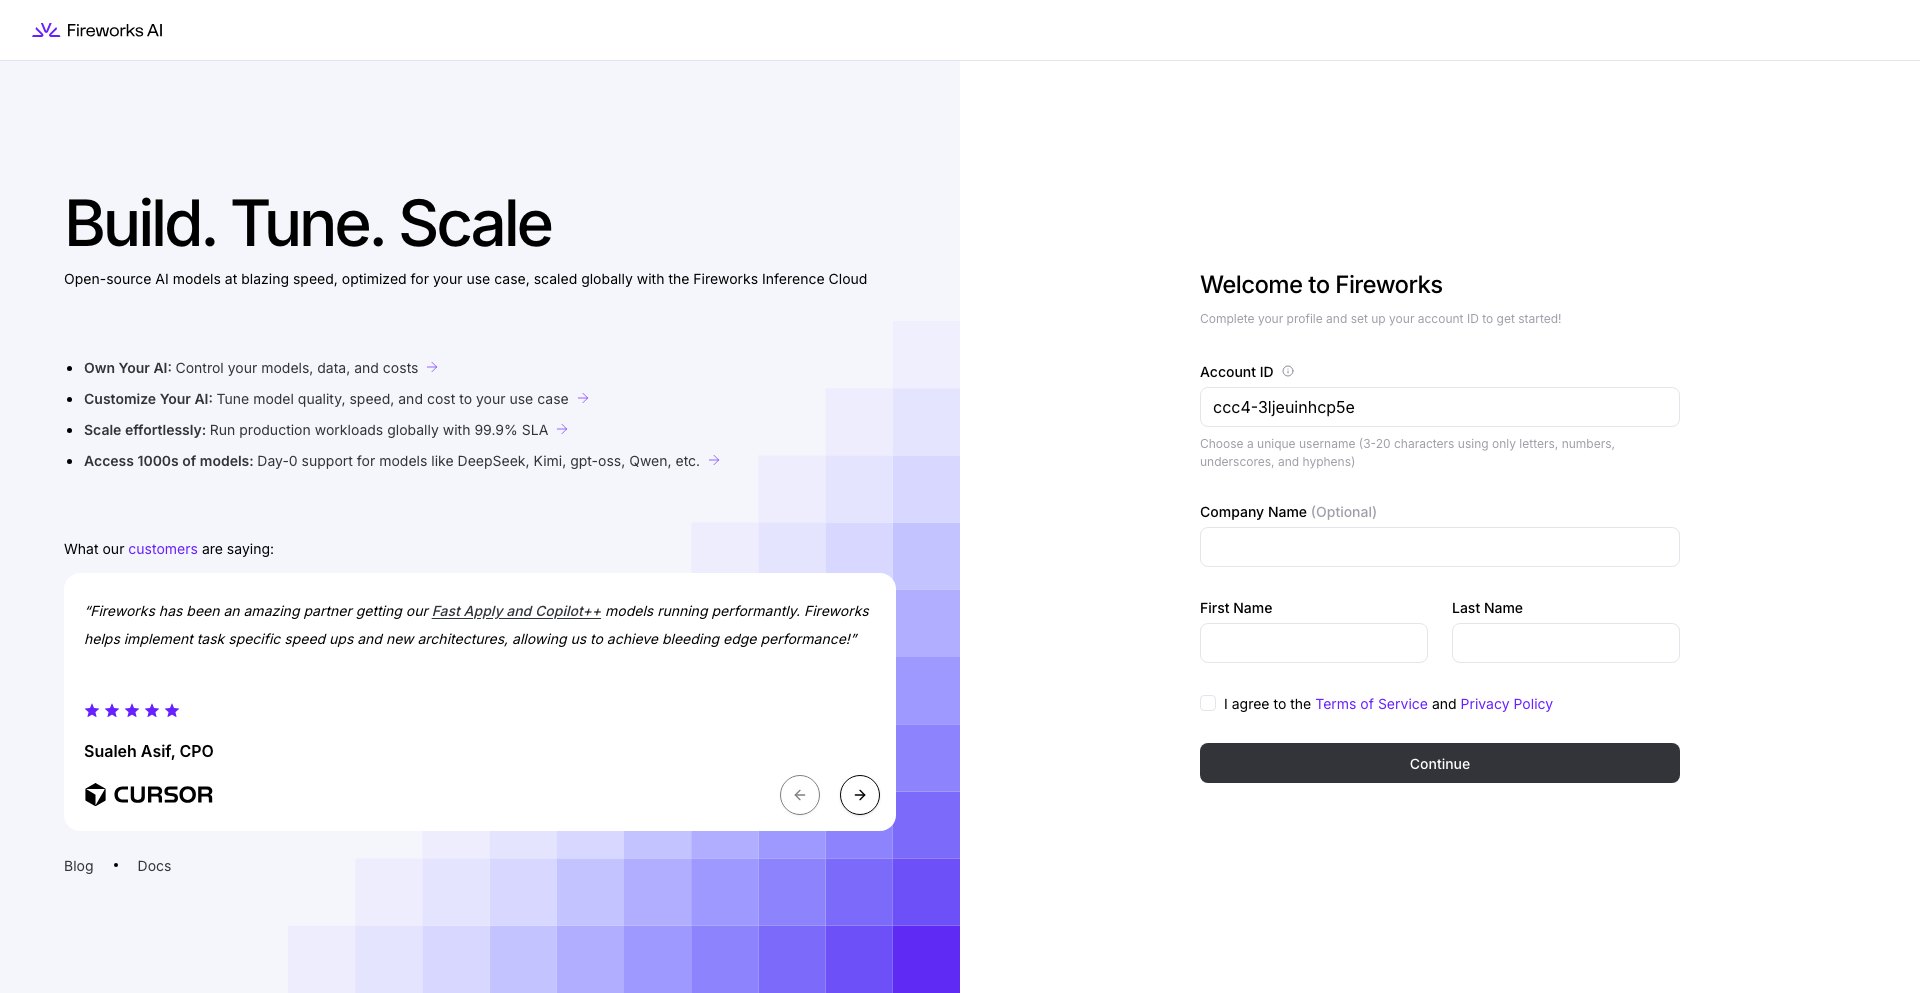 Fireworks AI
Build. Tune. Scale
Open-source AI models at blazing speed, optimized for your use case, scaled globally with the Fireworks Inference Cloud
Own Your AI: Control your models, data, and costs
Customize Your AI: Tune model quality, speed, and cost to your use case
Scale effortlessly: Run production workloads globally with 99.9% SLA
Access 1000s of models: Day-0 support for models like DeepSeek, Kimi, gpt-oss, Qwen, etc.
What our customers are saying:
“Fireworks has been an amazing partner getting our Fast Apply and Copilot++ models running performantly. Fireworks
helps implement task specific speed ups and new architectures, allowing us to achieve bleeding edge performance!”
Sualeh Asif, CPO
CURSOR
Blog • Docs
Welcome to Fireworks
Complete your profile and set up your account ID to get started!
Account ID
ccc4-3ljeuinhcp5e
Choose a unique username (3-20 characters using only letters, numbers,
underscores, and hyphens)
Company Name (Optional)
First Name
Last Name
I agree to the Terms of Service and Privacy Policy
Continue